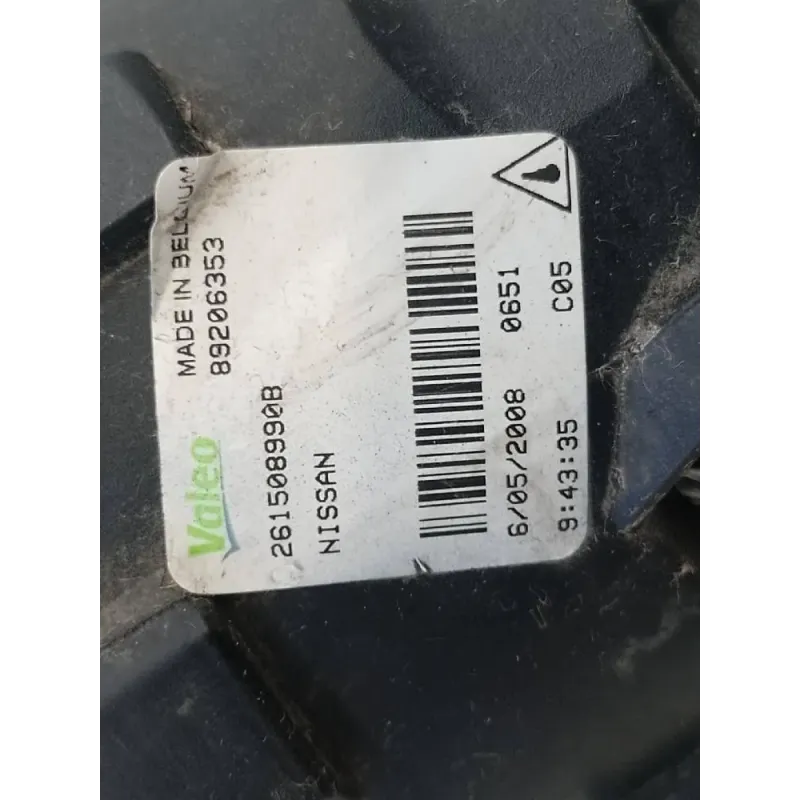 Valeo
MADE IN BELGIUM
89206353
261508990B
NISSAN
6/05/2008 0651
9:43:35 C05